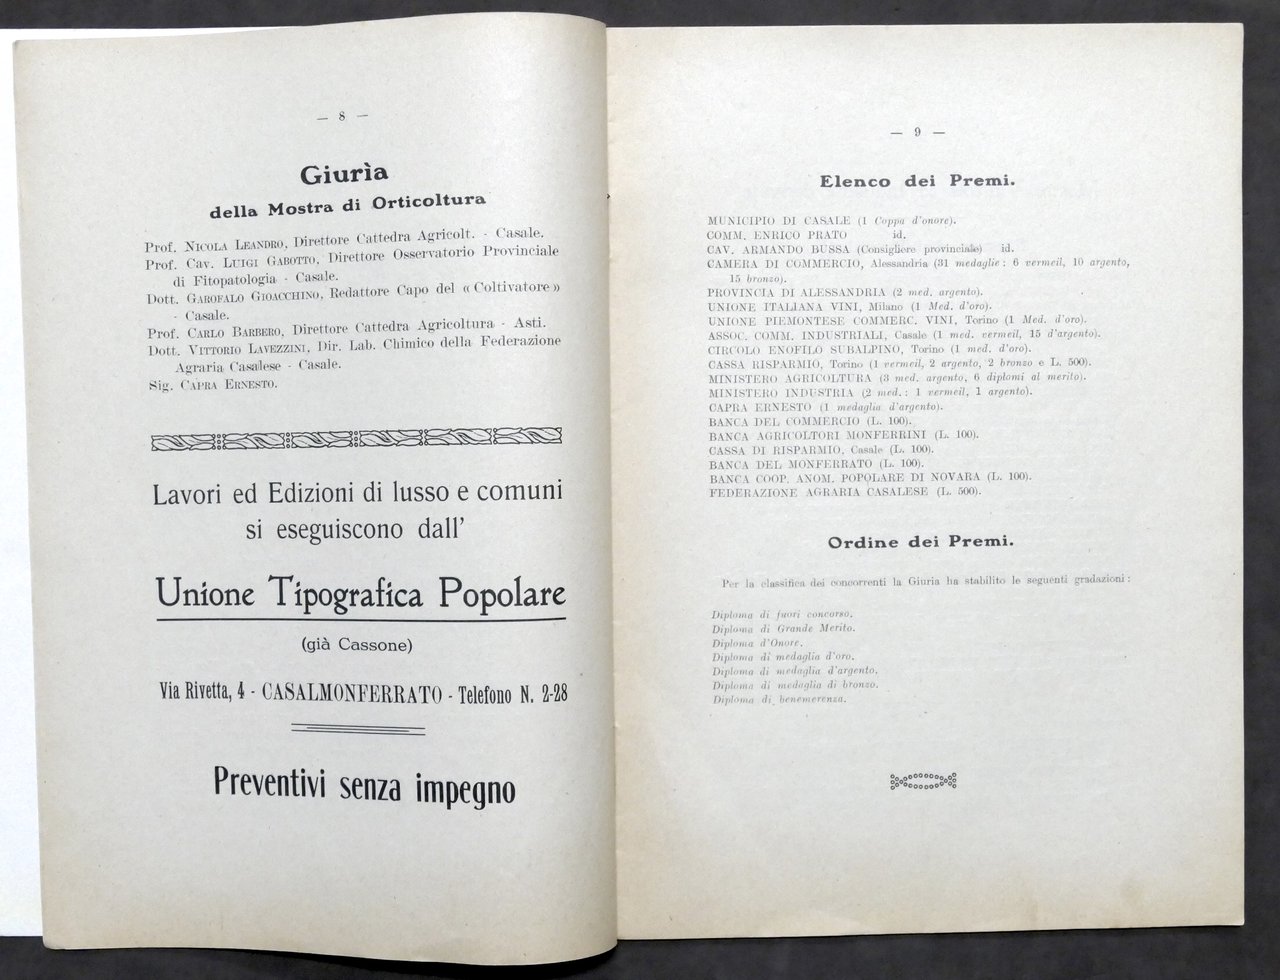 — 8 —
Giurìa
della Mostra di Orticoltura
Prof. Nicola Leandro, Direttore Cattedra Agricolt. - Casale.
Prof. Cav. Luigi Gabotto, Direttore Osservatorio Provinciale
di Fitopatologia - Casale.
Dott. Garofalo Gioacchino, Redattore Capo del « Coltivatore »
- Casale.
Prof. Carlo Barbero, Direttore Cattedra Agricoltura - Asti.
Dott. Vittorio Lavezzini, Dir. Lab. Chimico della Federazione
Agraria Casalese - Casale.
Sig. Capra Ernesto.
Lavori ed Edizioni di lusso e comuni
si eseguiscono dall'
Unione Tipografica Popolare
(già Cassone)
Via Rivetta, 4 - CASALMONFERRATO - Telefono N. 2-28
Preventivi senza impegno
— 9 —
Elenco dei Premi.
MUNICIPIO DI CASALE (1 Coppa d'onore).
COMM. ENRICO PRATO id.
CAV. ARMANDO BUSSA (Consigliere provinciale) id.
CAMERA DI COMMERCIO, Alessandria (31 medaglie: 6 vermeil, 10 argento,
15 bronzo).
PROVINCIA DI ALESSANDRIA (2 med. argento).
UNIONE ITALIANA VINI, Milano (1 Med. d'oro).
UNIONE PIEMONTESE COMMERC. VINI, Torino (1 Med. d'oro).
ASSOC. COMM. INDUSTRIALI, Casale (1 med. vermeil, 15 d'argento).
CIRCOLO ENOFILO SUBALPINO, Torino (1 med. d'oro).
CASSA RISPARMIO, Torino (1 vermeil, 2 argento, 2 bronzo e L. 500).
MINISTERO AGRICOLTURA (3 med. argento, 6 diplomi al merito).
MINISTERO INDUSTRIA (2 med.: 1 vermeil, 1 argento).
CAPRA ERNESTO (1 medaglia d'argento).
BANCA DEL COMMERCIO (L. 100).
BANCA AGRICOLTORI MONFERRINI (L. 100).
CASSA DI RISPARMIO, Casale (L. 100).
BANCA DEL MONFERRATO (L. 100).
BANCA COOP. ANOM. POPOLARE DI NOVARA (L. 100).
FEDERAZIONE AGRARIA CASALESE (L. 500).
Ordine dei Premi.
Per la classifica dei concorrenti la Giuria ha stabilito le seguenti gradazioni:
Diploma di fuori concorso.
Diploma di Grande Merito.
Diploma d'Onore.
Diploma di medaglia d'oro.
Diploma di medaglia d'argento.
Diploma di medaglia di bronzo.
Diploma di benemerenza.